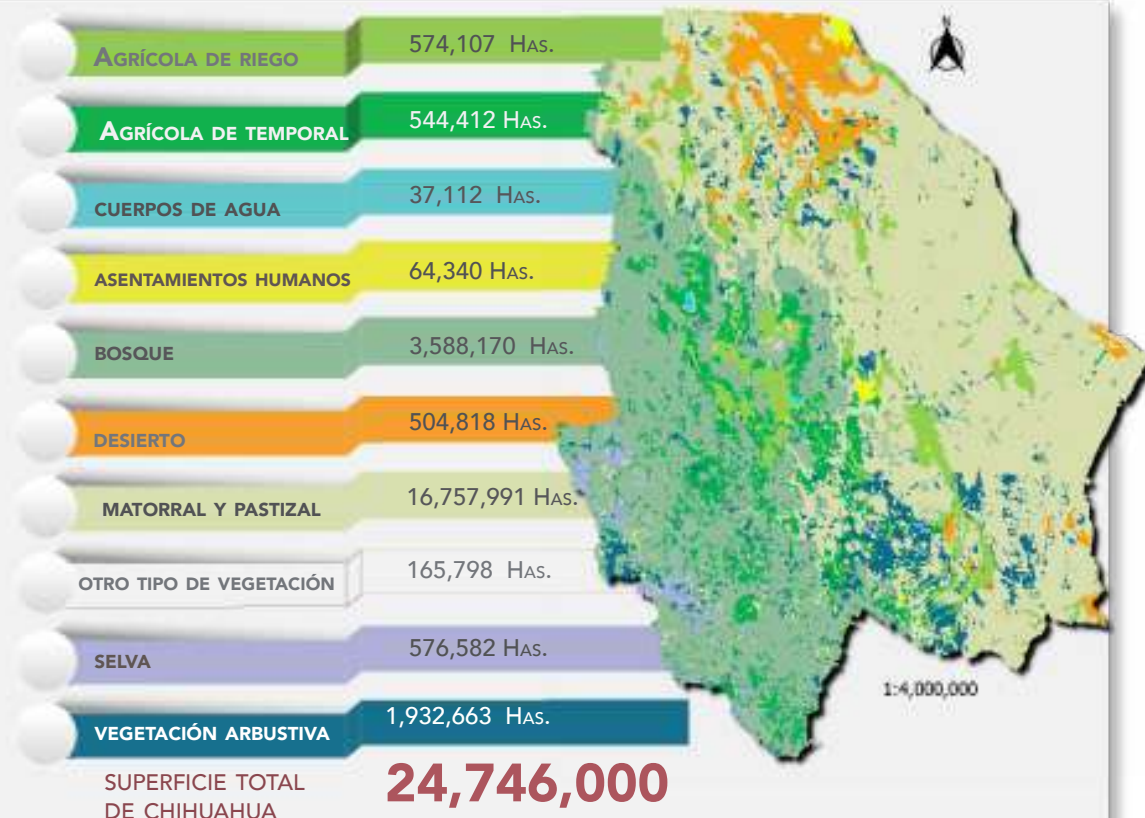 AGRÍCOLA DE RIEGO 574,107 HAS.
AGRÍCOLA DE TEMPORAL 544,412 HAS.
CUERPOS DE AGUA 37,112 HAS.
ASENTAMIENTOS HUMANOS 64,340 HAS.
BOSQUE 3,588,170 HAS.
DESIERTO 504,818 HAS.
MATORRAL Y PASTIZAL 16,757,991 HAS.
OTRO TIPO DE VEGETACIÓN 165,798 HAS.
SELVA 576,582 HAS.
VEGETACIÓN ARBUSTIVA 1,932,663 HAS.
SUPERFICIE TOTAL
DE CHIHUAHUA
24,746,000
N
1:4,000,000